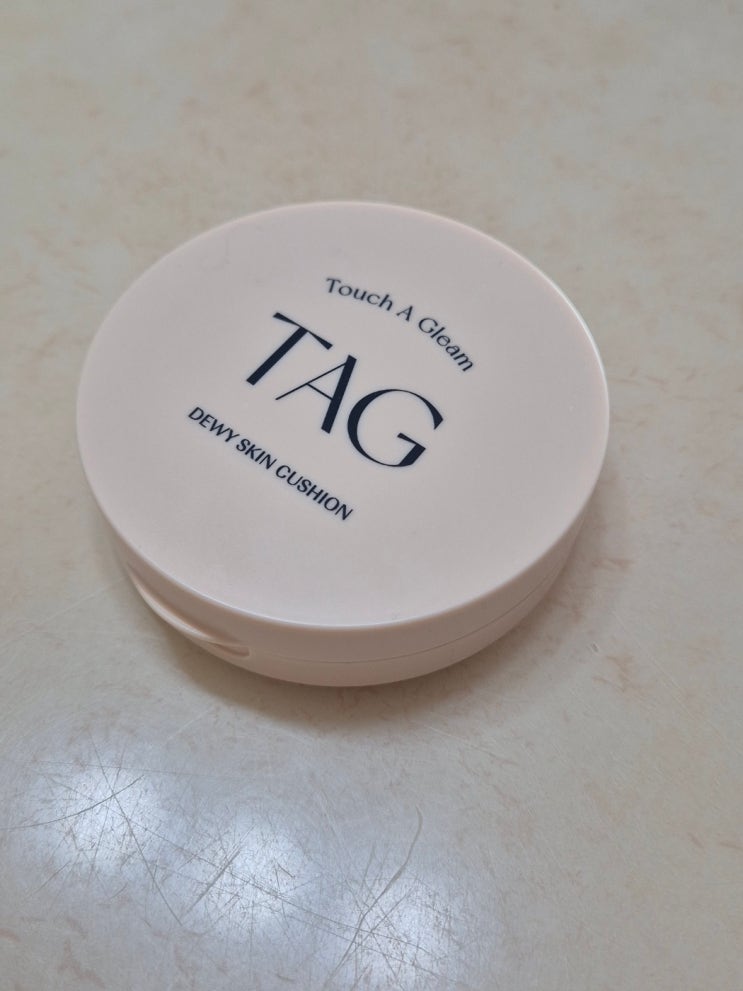 Touch A Gleam
TAG
DEWY SKIN CUSHION